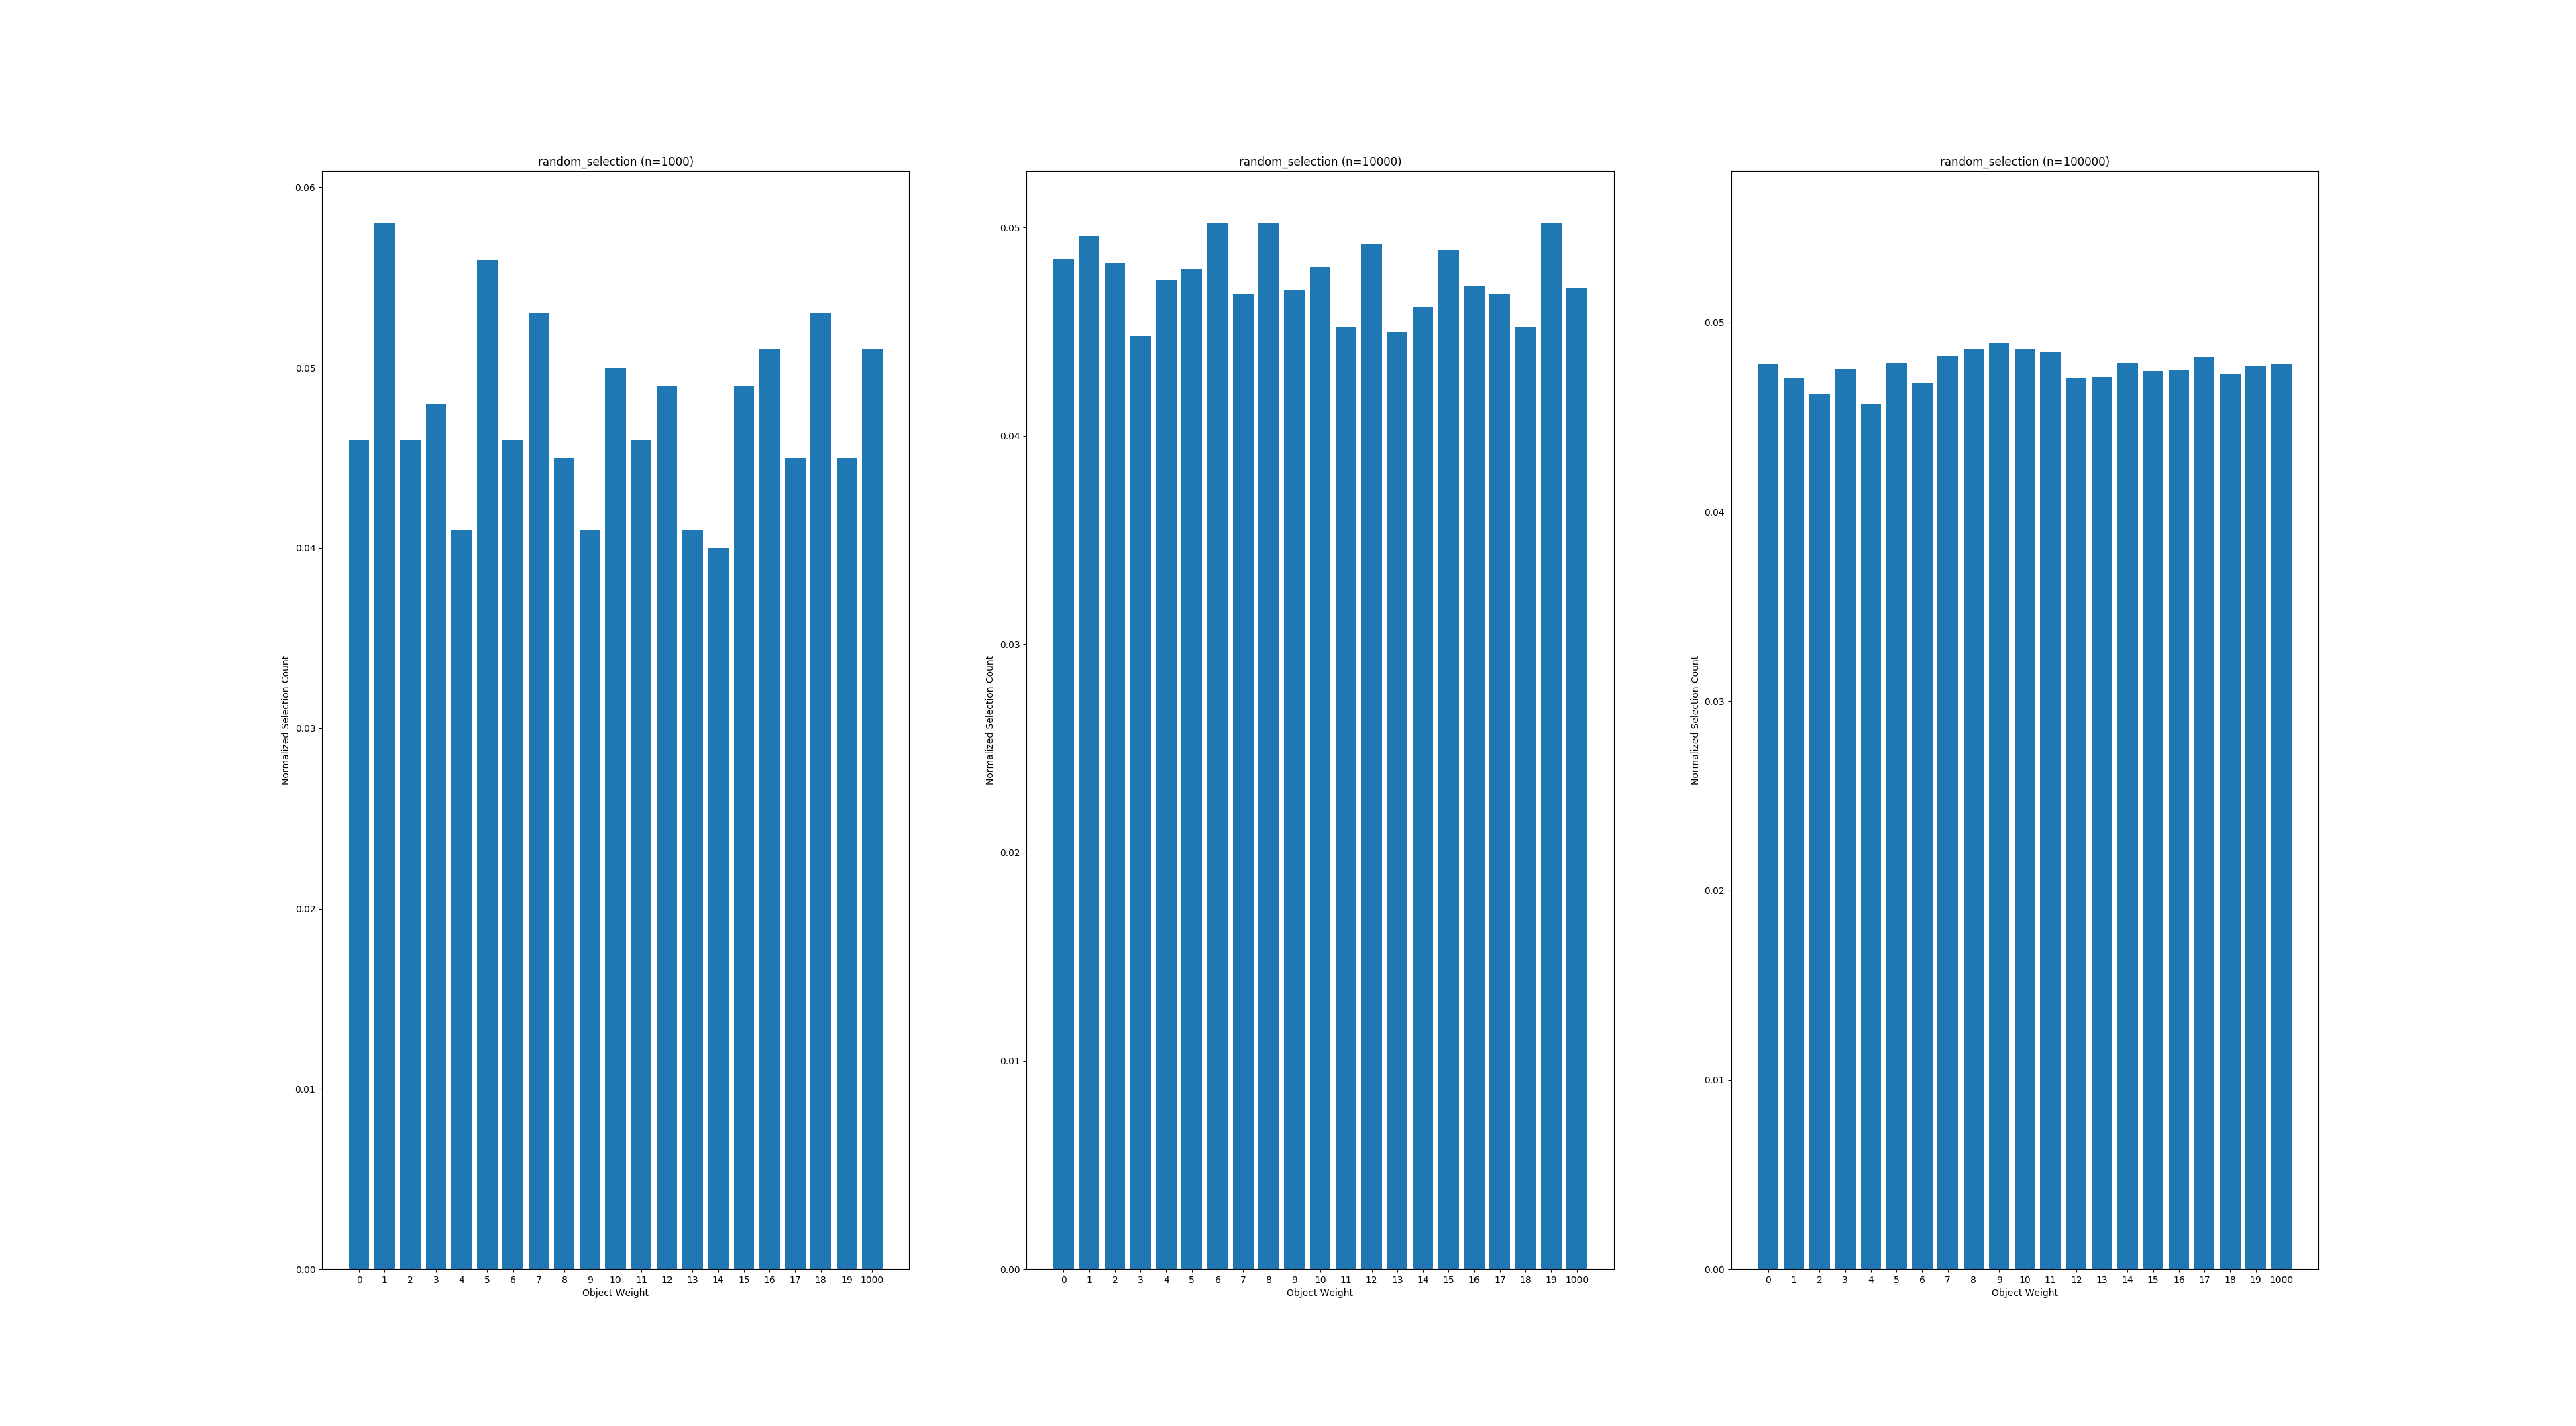 random_selection (n=1000)
0.06
0.05
0.04
0.03
0.02
0.01
0.00
Normalized Selection Count
0 1 2 3 4 5 6 7 8 9 10 11 12 13 14 15 16 17 18 19 1000
Object Weight
random_selection (n=10000)
0.05
0.04
0.03
0.02
0.01
0.00
Normalized Selection Count
0 1 2 3 4 5 6 7 8 9 10 11 12 13 14 15 16 17 18 19 1000
Object Weight
random_selection (n=100000)
0.05
0.04
0.03
0.02
0.01
0.00
Normalized Selection Count
0 1 2 3 4 5 6 7 8 9 10 11 12 13 14 15 16 17 18 19 1000
Object Weight